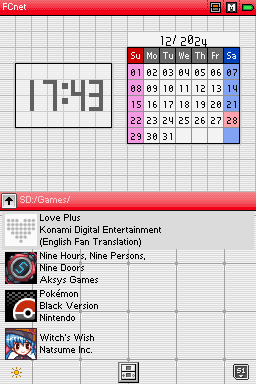 FCnet
M
17:43
12/2024
Su Mo Tu We Th Fr Sa
01 02 03 04 05 06 07
08 09 10 11 12 13 14
15 16 17 18 19 20 21
22 23 24 25 26 27 28
29 30 31
SD:/Games/
Love Plus
Konami Digital Entertainment
(English Fan Translation)
Nine Hours, Nine Persons,
Nine Doors
Aksys Games
Pokémon
Black Version
Nintendo
Witch's Wish
Natsume Inc.